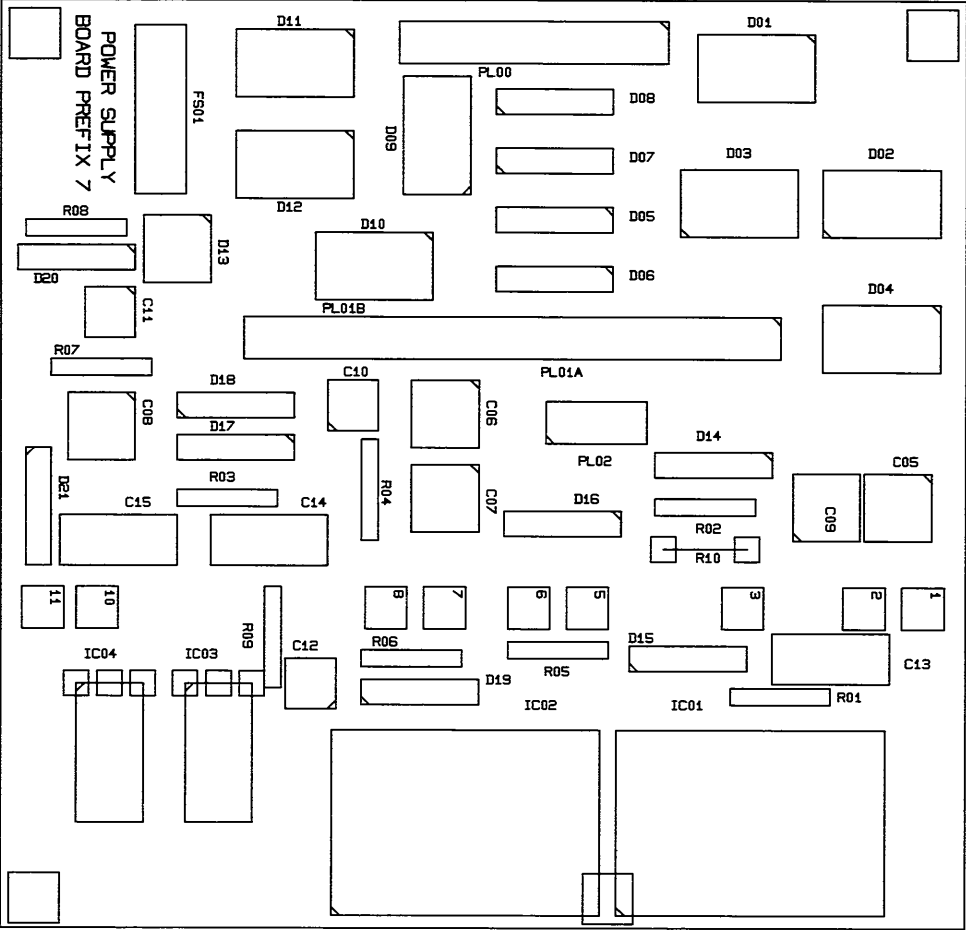 POWER SUPPLY
BOARD PREFIX 7
FS01
D11
D12
PL00
D01
D09
D08
D07
D05
D06
D03
D02
R08
D20
D13
D10
C11
PL01B
PL01A
D04
R07
C08
D18
D17
C10
C06
C07
PL02
D14
C05
C09
D21
R03
C15
C14
R04
D16
R02
R10
11
10
8
7
6
5
3
2
1
R09
R06
R05
D15
C13
IC04
IC03
C12
D19
IC02
IC01
R01